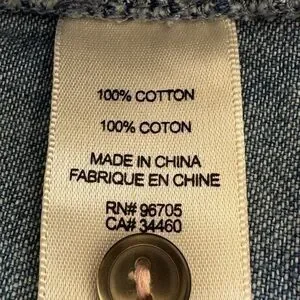 100% COTTON
100% COTON
MADE IN CHINA
FABRIQUE EN CHINE
RN# 96705
CA# 34460